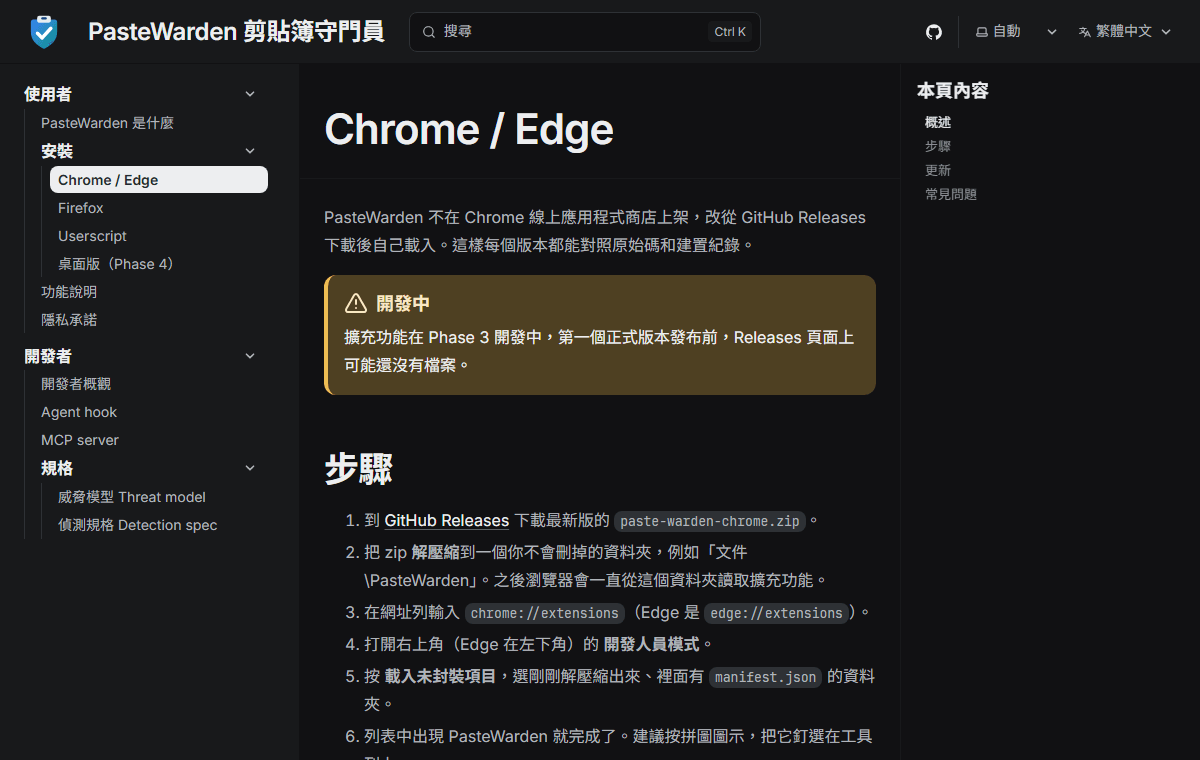 PasteWarden 剪貼簿守門員
搜尋
Ctrl K
自動
繁體中文
使用者
PasteWarden 是什麼
安裝
Chrome / Edge
Firefox
Userscript
桌面版（Phase 4）
功能說明
隱私承諾
開發者
開發者概觀
Agent hook
MCP server
規格
威脅模型 Threat model
偵測規格 Detection spec
Chrome / Edge
PasteWarden 不在 Chrome 線上應用程式商店上架，改從 GitHub Releases
下載後自己載入。這樣每個版本都能對照原始碼和建置紀錄。
開發中
擴充功能在 Phase 3 開發中，第一個正式版本發布前，Releases 頁面上
可能還沒有檔案。
步驟
1. 到 GitHub Releases 下載最新版的 paste-warden-chrome.zip 。
2. 把 zip 解壓縮到一個你不會刪掉的資料夾，例如「文件
\PasteWarden」。之後瀏覽器會一直從這個資料夾讀取擴充功能。
3. 在網址列輸入 chrome://extensions （Edge 是 edge://extensions）。
4. 打開右上角（Edge 在左下角）的 開發人員模式。
5. 按 載入未封裝項目，選剛剛解壓縮出來、裡面有 manifest.json 的資料
夾。
6. 列表中出現 PasteWarden 就完成了。建議按拼圖圖示，把它釘選在工具
本頁內容
概述
步驟
更新
常見問題